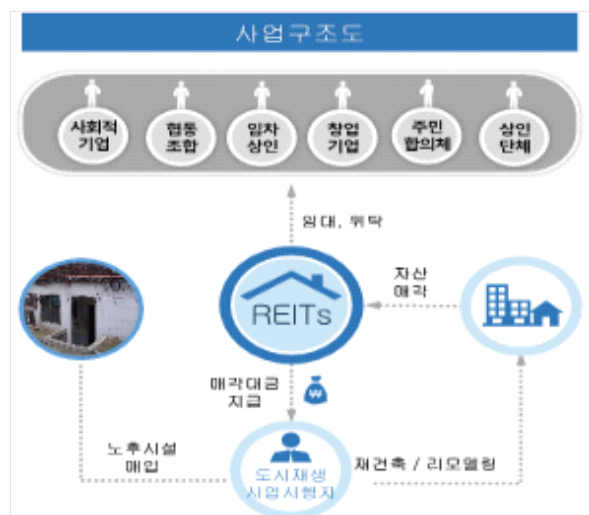 사업구조도
사회적
기업
협동
조합
임차
상인
창업
기업
주민
합의체
상인
단체
임대, 위탁
자산
매각
REITs
매각대금
지급
₩
노후시설
매입
도시재생
사업시행자
재건축 / 리모델링